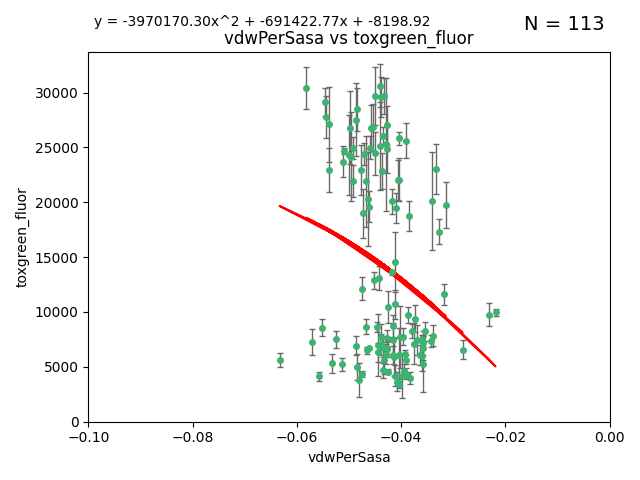 y = -3970170.30x^2 + -691422.77x + -8198.92
N = 113
vdwPerSasa vs toxgreen_fluor
toxgreen_fluor
30000
25000
20000
15000
10000
5000
0
−0.10
−0.08
−0.06
−0.04
−0.02
0.00
vdwPerSasa